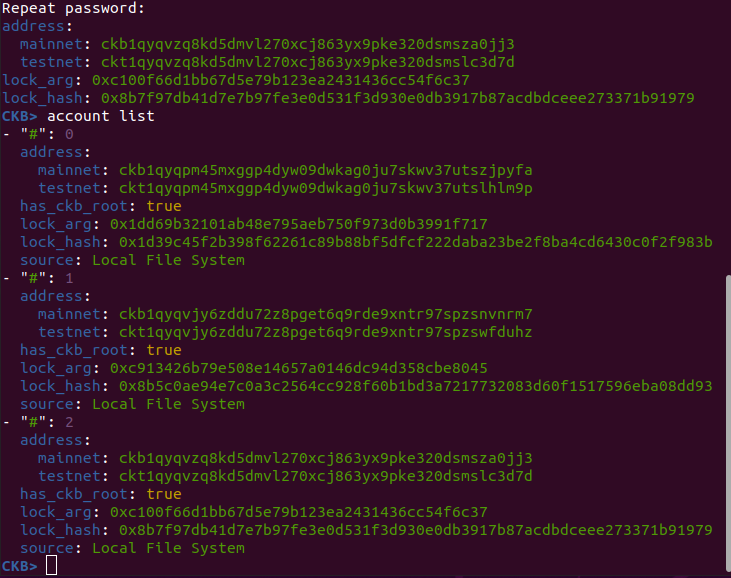 Repeat password:
address:
  mainnet: ckb1qyqvzq8kd5dmvl270xcj863yx9pke320dsmsza0jj3
  testnet: ckt1qyqvzq8kd5dmvl270xcj863yx9pke320dsmslc3d7d
lock_arg: 0xc100f66d1bb67d5e79b123ea2431436cc54f6c37
lock_hash: 0x8b7f97db41d7e7b97fe3e0d531f3d930e0db3917b87acdbdceee273371b91979
CKB> account list
- "#": 0
  address:
    mainnet: ckb1qyqpm45mxggp4dyw09dwkag0ju7skwv37utszjpyfa
    testnet: ckt1qyqpm45mxggp4dyw09dwkag0ju7skwv37utslhlm9p
  has_ckb_root: true
  lock_arg: 0x1dd69b32101ab48e795aeb750f973d0b3991f717
  lock_hash: 0x1d39c45f2b398f62261c89b88bf5dfcf222daba23be2f8ba4cd6430c0f2f983b
  source: Local File System
- "#": 1
  address:
    mainnet: ckb1qyqvjy6zddu72z8pget6q9rde9xntr97spzsnvnrm7
    testnet: ckt1qyqvjy6zddu72z8pget6q9rde9xntr97spzswfduhz
  has_ckb_root: true
  lock_arg: 0xc913426b79e508e14657a0146dc94d358cbe8045
  lock_hash: 0x8b5c0ae94e7c0a3c2564cc928f60b1bd3a7217732083d60f1517596eba08dd93
  source: Local File System
- "#": 2
  address:
    mainnet: ckb1qyqvzq8kd5dmvl270xcj863yx9pke320dsmsza0jj3
    testnet: ckt1qyqvzq8kd5dmvl270xcj863yx9pke320dsmslc3d7d
  has_ckb_root: true
  lock_arg: 0xc100f66d1bb67d5e79b123ea2431436cc54f6c37
  lock_hash: 0x8b7f97db41d7e7b97fe3e0d531f3d930e0db3917b87acdbdceee273371b91979
  source: Local File System
CKB>